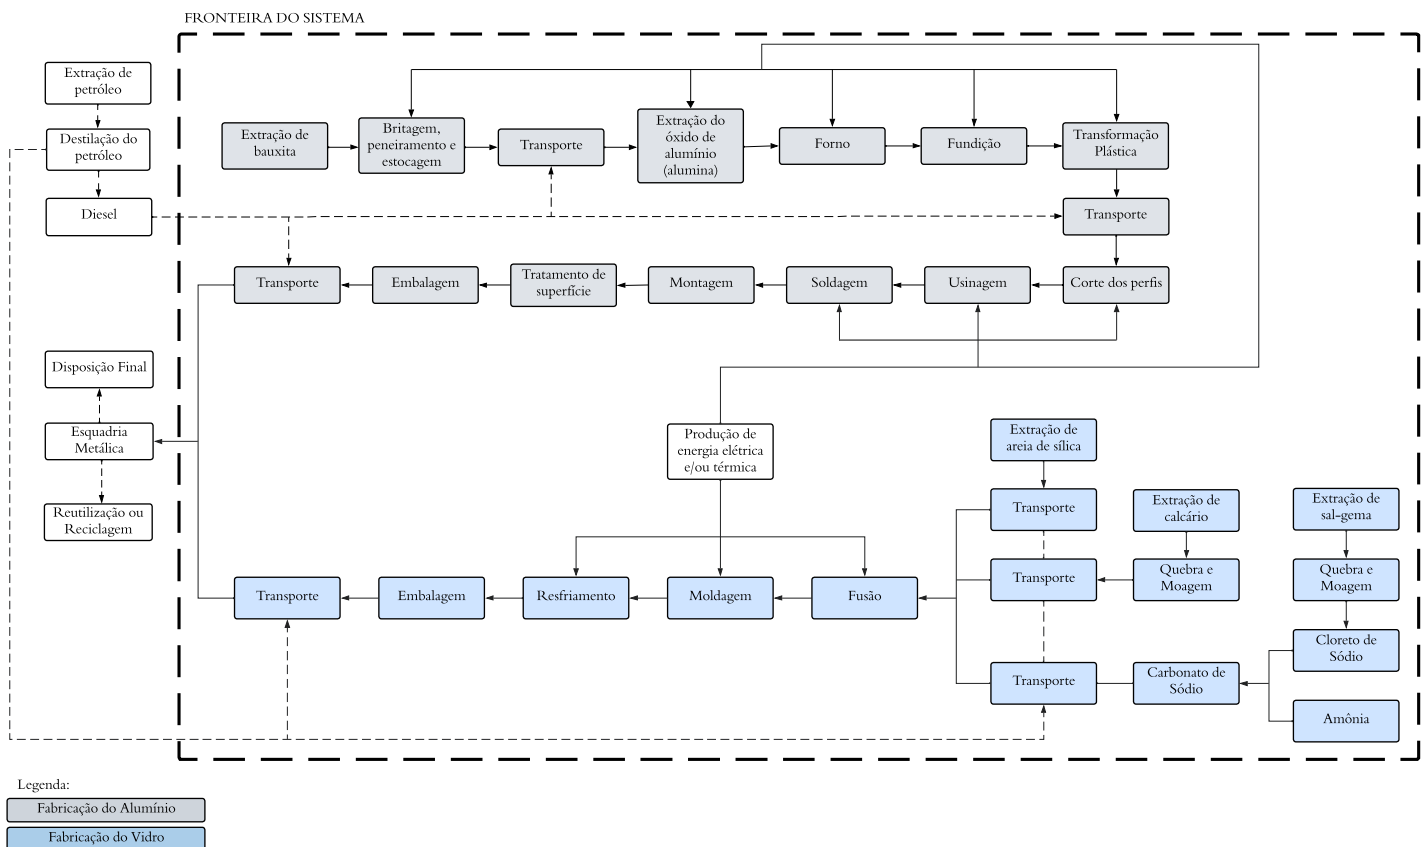 FRONTEIRA DO SISTEMA
Extração de
petróleo
Destilação do
petróleo
Diesel
Extração de
bauxita
Britagem,
peneiramento e
estocagem
Transporte
Extração do
óxido de
alumínio
(alumina)
Forno
Fundição
Transformação
Plástica
Transporte
Transporte
Embalagem
Tratamento de
superfície
Montagem
Soldagem
Usinagem
Corte dos perfis
Disposição Final
Esquadria
Metálica
Reutilização ou
Reciclagem
Produção de
energia elétrica
e/ou térmica
Extração de
areia de sílica
Transporte
Extração de
calcário
Extração de
sal-gema
Transporte
Quebra e
Moagem
Quebra e
Moagem
Transporte
Embalagem
Resfriamento
Moldagem
Fusão
Cloreto de
Sódio
Transporte
Carbonato de
Sódio
Amônia
Legenda:
Fabricação do Alumínio
Fabricação do Vidro